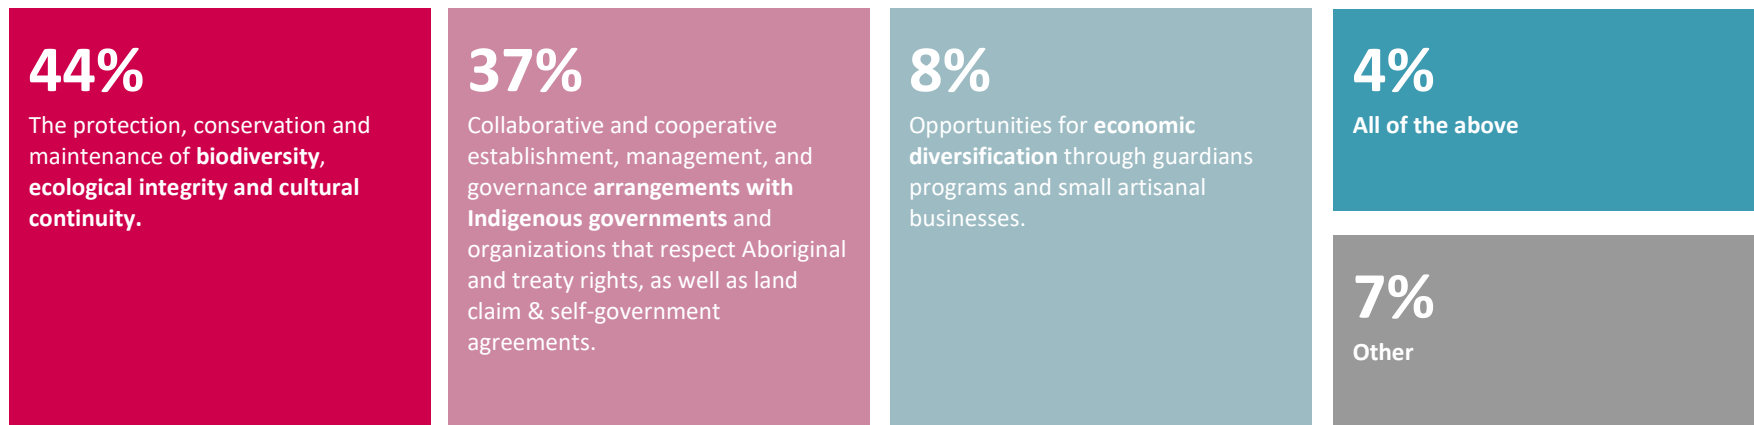 44%
The protection, conservation and
maintenance of biodiversity,
ecological integrity and cultural
continuity.
37%
Collaborative and cooperative
establishment, management, and
governance arrangements with
Indigenous governments and
organizations that respect Aboriginal
and treaty rights, as well as land
claim & self-government
agreements.
8%
Opportunities for economic
diversification through guardians
programs and small artisanal
businesses.
4%
All of the above
7%
Other